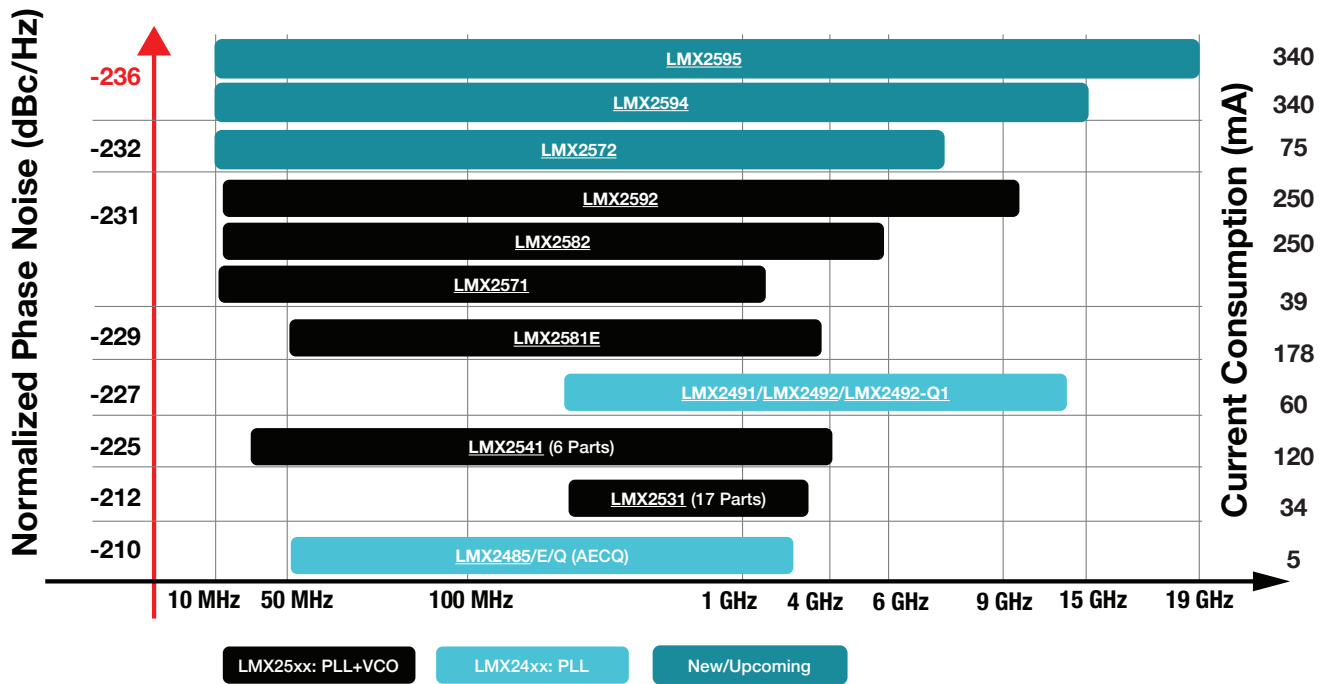 Normalized Phase Noise (dBc/Hz)
Current Consumption (mA)
-236
LMX2595
340
LMX2594
340
-232
LMX2572
75
-231
LMX2592
250
LMX2582
250
LMX2571
39
-229
LMX2581E
178
-227
LMX2491/LMX2492/LMX2492-Q1
60
-225
LMX2541 (6 Parts)
120
-212
LMX2531 (17 Parts)
34
-210
LMX2485/E/Q (AECQ)
5
10 MHz 50 MHz 100 MHz 1 GHz 4 GHz 6 GHz 9 GHz 15 GHz 19 GHz
LMX25xx: PLL+VCO
LMX24xx: PLL
New/Upcoming